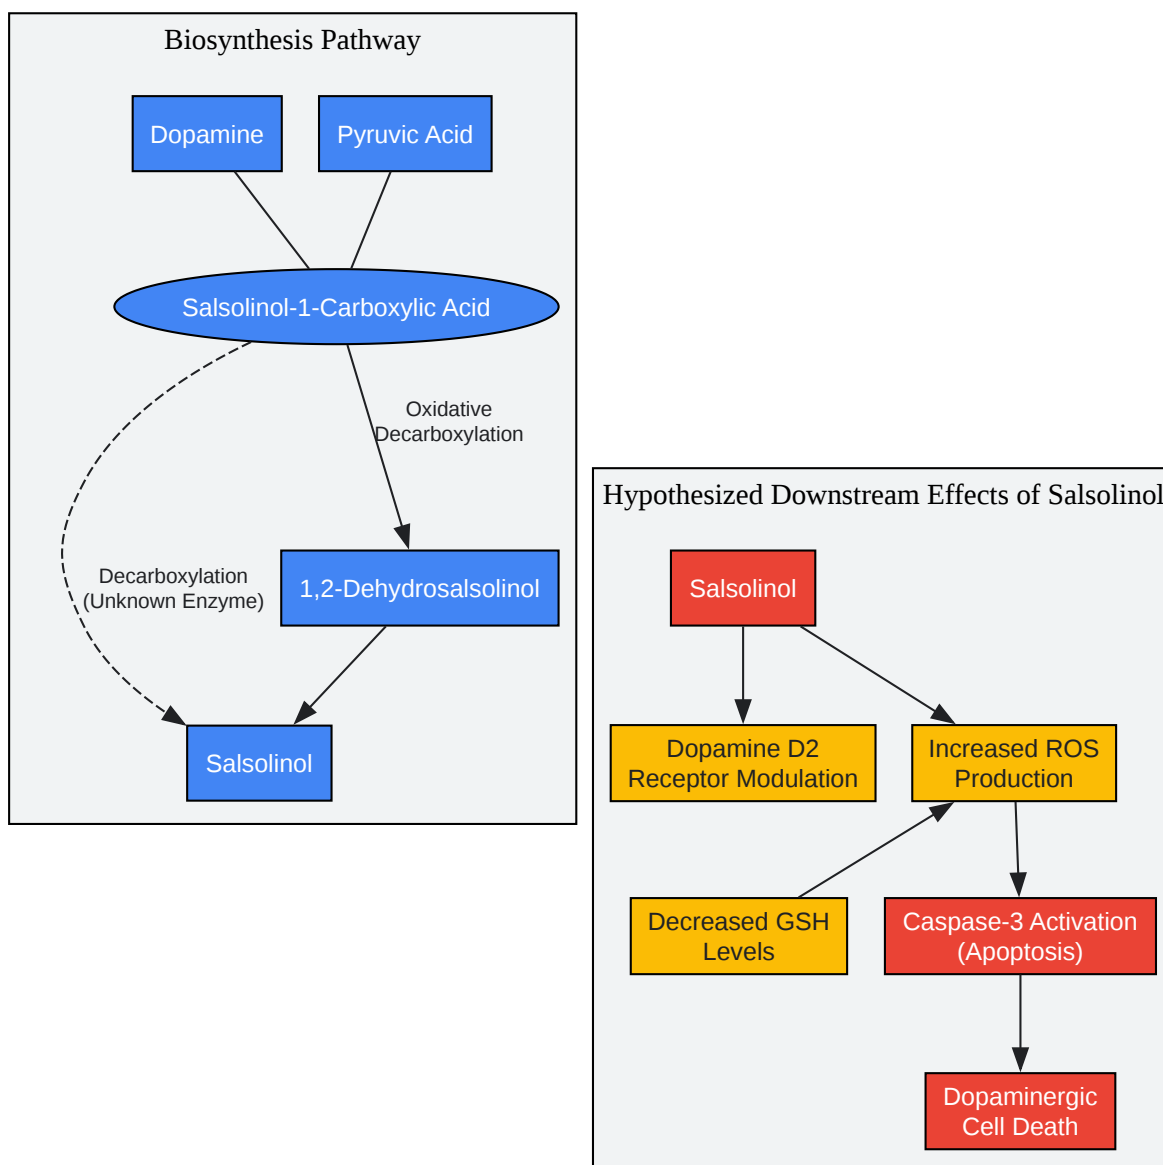 Biosynthesis Pathway
Dopamine
Pyruvic Acid
Salsolinol-1-Carboxylic Acid
Oxidative
Decarboxylation
Decarboxylation
(Unknown Enzyme)
1,2-Dehydrosalsolinol
Salsolinol
Hypothesized Downstream Effects of Salsolinol
Salsolinol
Dopamine D2
Receptor Modulation
Increased ROS
Production
Decreased GSH
Levels
Caspase-3 Activation
(Apoptosis)
Dopaminergic
Cell Death